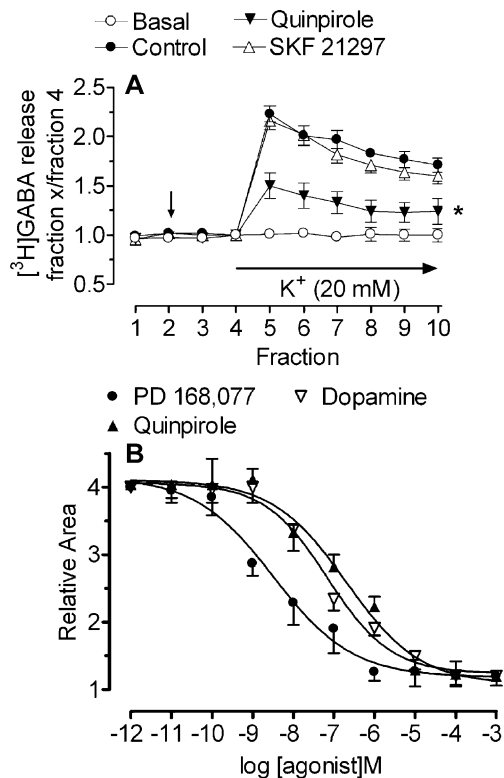 Basal
Quinpirole
Control
SKF 21297
A
[³H]GABA release
fraction x/fraction 4
2.5
2.0
1.5
1.0
0.5
*
K⁺ (20 mM)
1 2 3 4 5 6 7 8 9 10
Fraction
PD 168,077
Dopamine
Quinpirole
B
Relative Area
4
3
2
1
-12 -11 -10 -9 -8 -7 -6 -5 -4 -3
log [agonist]M